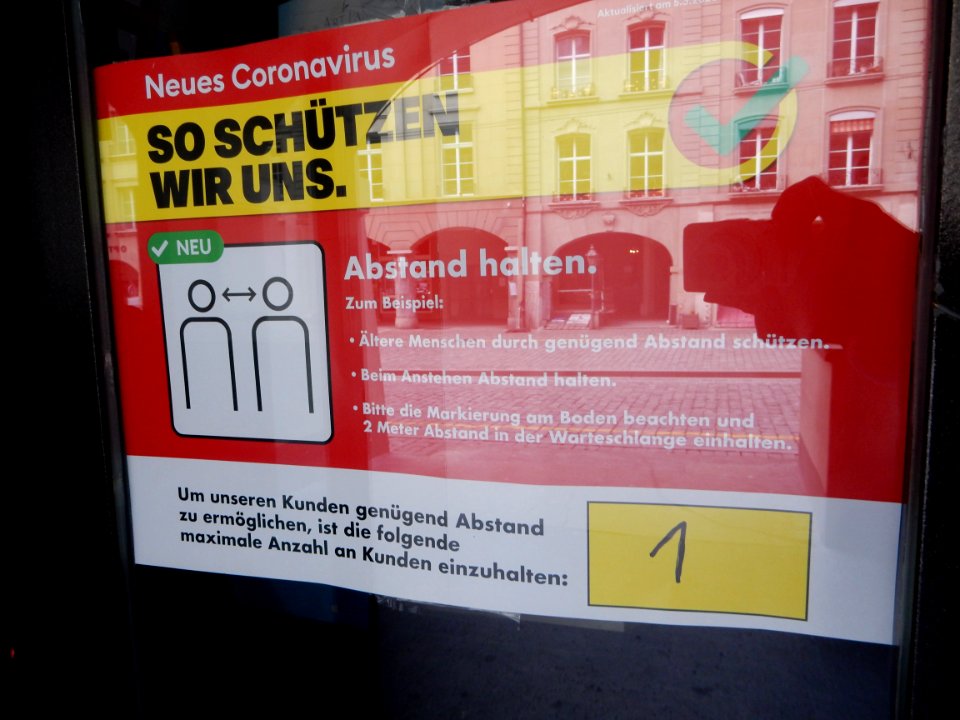 Aktualisiert am
Neues Coronavirus
SO SCHÜTZEN
WIR UNS.
NEU
Abstand halten.
Zum Beispiel:
• Ältere Menschen durch genügend Abstand schützen.
• Beim Anstehen Abstand halten.
• Bitte die Markierung am Boden beachten und
2 Meter Abstand in der Warteschlange einhalten.
Um unseren Kunden genügend Abstand
zu ermöglichen, ist die folgende
maximale Anzahl an Kunden einzuhalten:
1